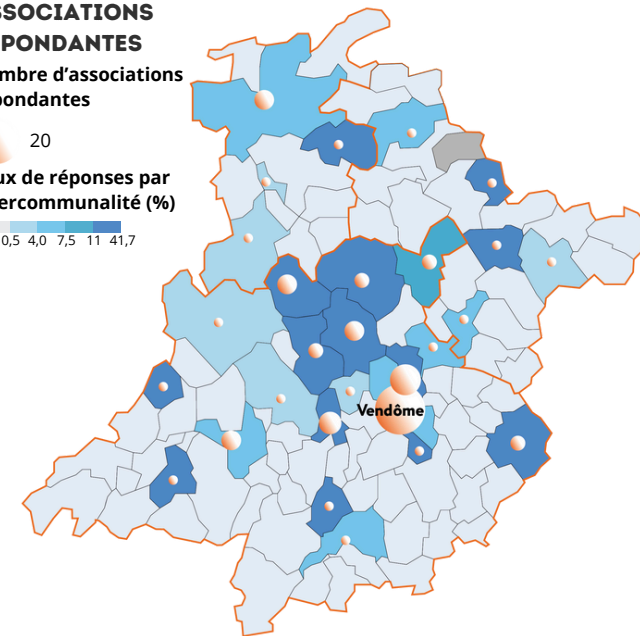 SSOCIATIONS
PONDANTES
mbre d’associations
pondantes
20
ux de réponses par
ercommunalité (%)
0,5 4,0 7,5 11 41,7
Vendôme